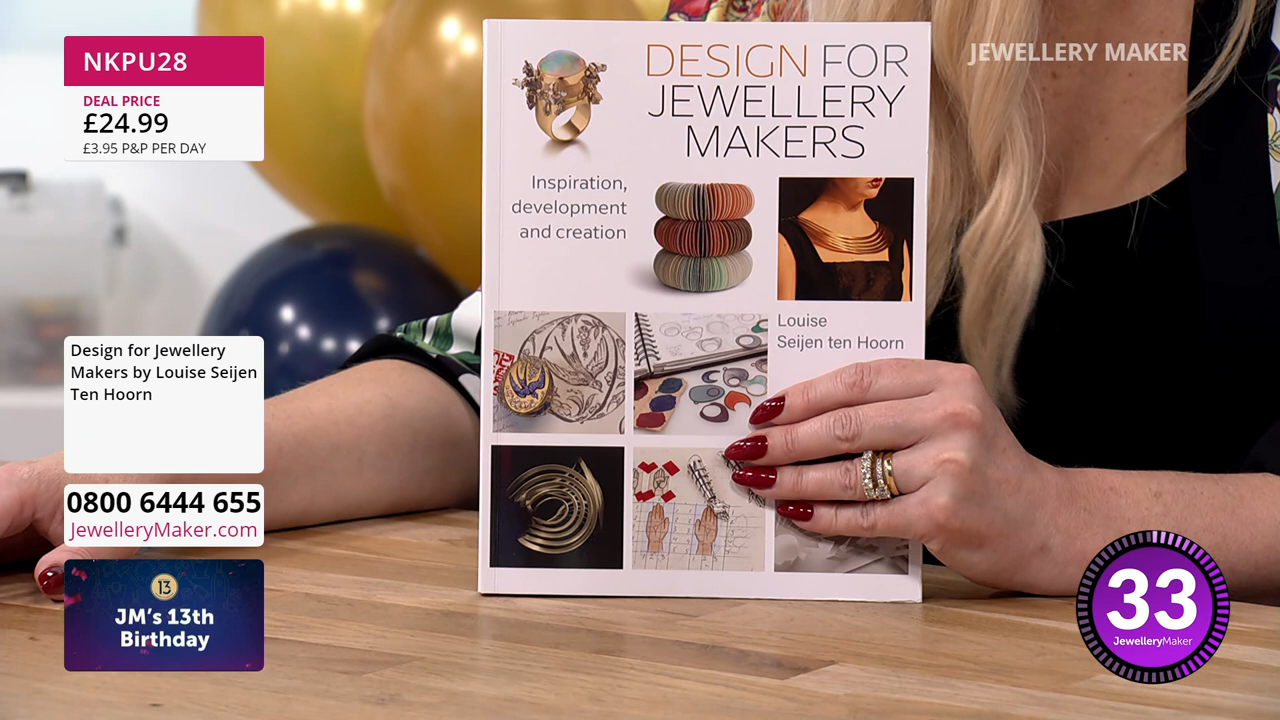 NKPU28
DEAL PRICE
£24.99
£3.95 P&P PER DAY
Design for Jewellery
Makers by Louise Seijen
Ten Hoorn
0800 6444 655
JewelleryMaker.com
13
JM's 13th
Birthday
DESIGN FOR
JEWELLERY
MAKERS
Inspiration,
development
and creation
Louise
Seijen ten Hoorn
JEWELLERY MAKER
33
JewelleryMaker